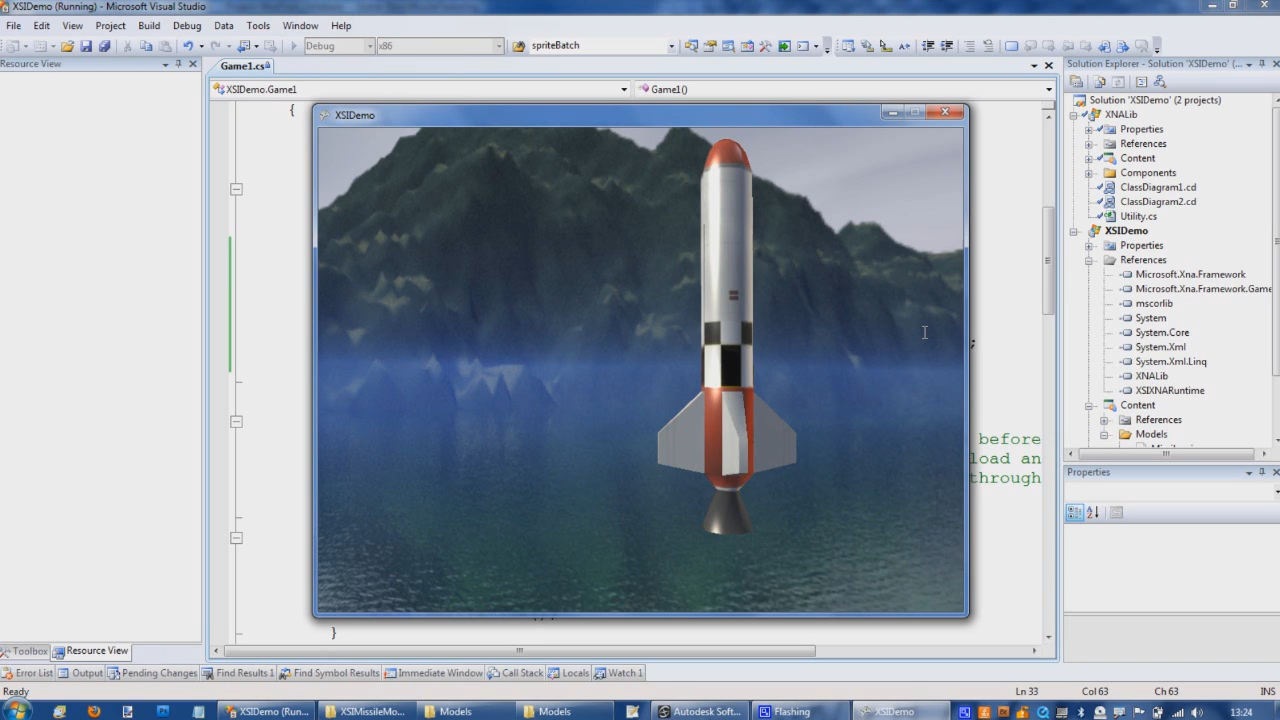 XSIDemo (Running) - Microsoft Visual Studio
File Edit View Project Build Debug Data Tools Window Help
Debug x86 spriteBatch
Resource View
Game1.cs
Solution Explorer - Solution 'XSIDemo' (...
XSIDemo.Game1 Game1()
{
XSIDemo
Solution 'XSIDemo' (2 projects)
XNALib
Properties
References
Content
Components
ClassDiagram1.cd
ClassDiagram2.cd
Utility.cs
XSIDemo
Properties
References
Microsoft.Xna.Framework
Microsoft.Xna.Framework.Game
mscorlib
System
System.Core
System.Xml
System.Xml.Linq
XNALib
XSIXNARuntime
Content
References
Models
;
before
load an
through
Properties
}
Toolbox Resource View
Error List Output Pending Changes Find Results 1 Find Symbol Results Immediate Window Call Stack Locals Watch 1
Ready Ln 33 Col 63 Ch 63 INS
XSIDemo (Run... XSIMissileMo... Models Models Autodesk Soft... Flashing XSIDemo 13:24